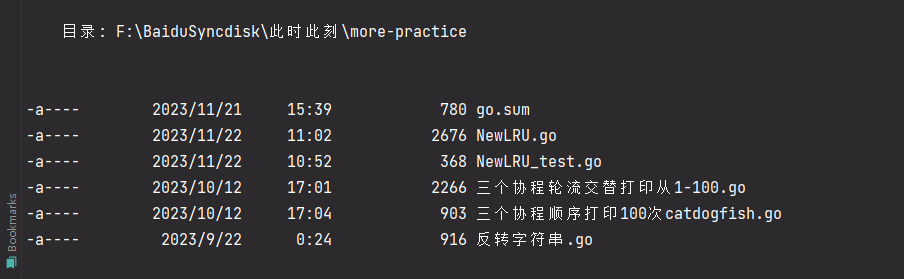 目录: F:\BaiduSyncdisk\此时此刻\more-practice
-a---- 2023/11/21 15:39 780 go.sum
-a---- 2023/11/22 11:02 2676 NewLRU.go
-a---- 2023/11/22 10:52 368 NewLRU_test.go
-a---- 2023/10/12 17:01 2266 三个协程轮流交替打印从1-100.go
-a---- 2023/10/12 17:04 903 三个协程顺序打印100次catdogfish.go
-a---- 2023/9/22 0:24 916 反转字符串.go
Bookmarks